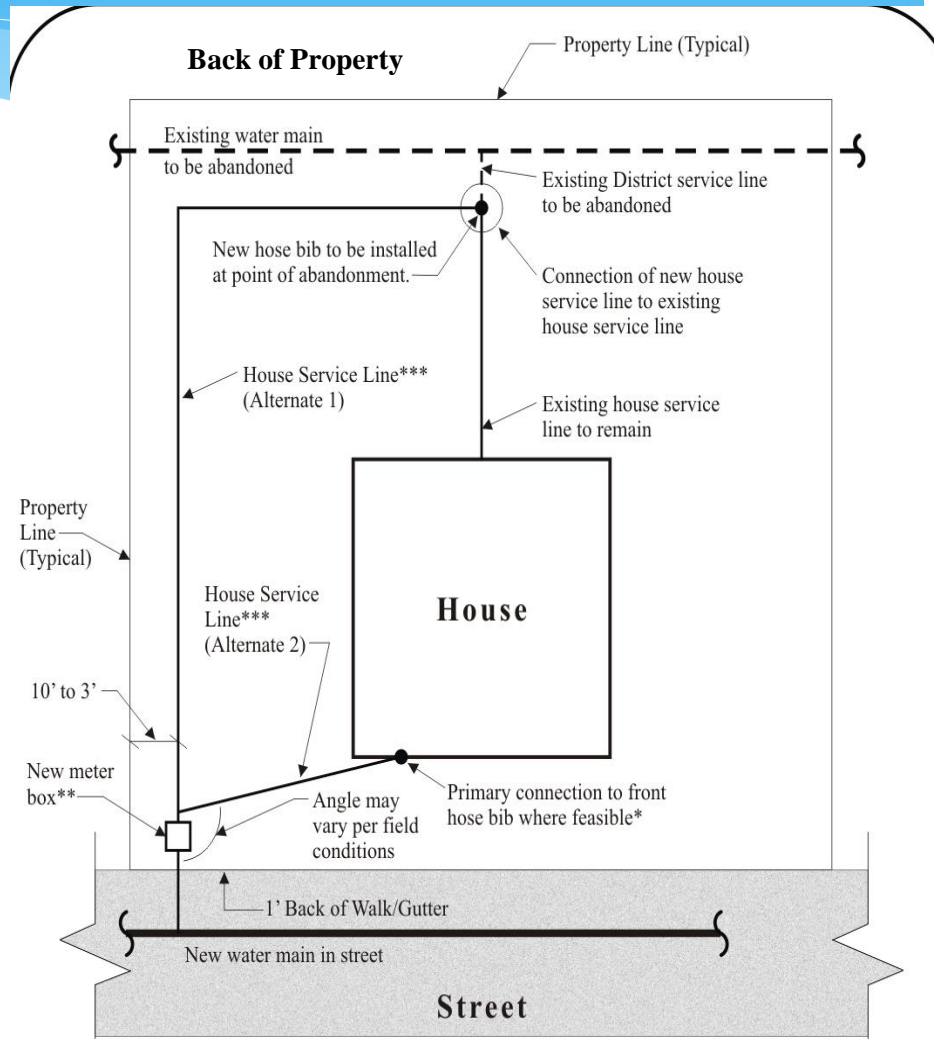 Back of Property
Property Line (Typical)
Existing water main
to be abandoned
Existing District service line
to be abandoned
New hose bib to be installed
at point of abandonment.
Connection of new house
service line to existing
house service line
House Service Line***
(Alternate 1)
Existing house service
line to remain
Property
Line
(Typical)
House Service
Line***
(Alternate 2)
House
10’ to 3’
New meter
box**
Angle may
vary per field
conditions
Primary connection to front
hose bib where feasible*
1’ Back of Walk/Gutter
New water main in street
Street